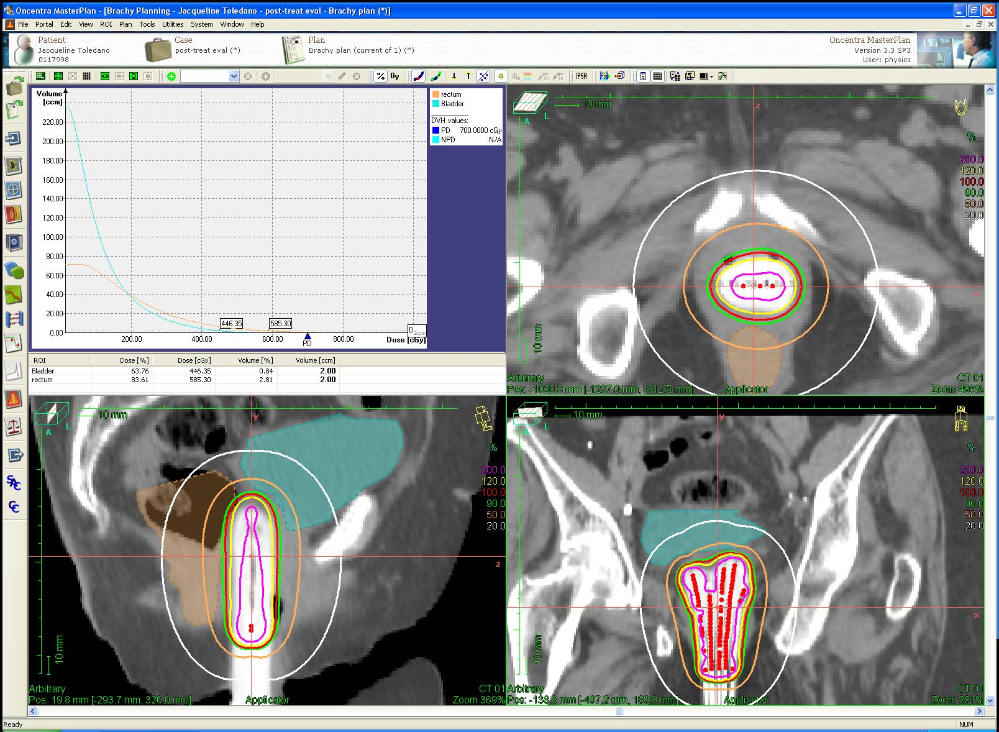 Oncentra MasterPlan - [Brachy Planning - Jacqueline Toledano - post-treat eval - Brachy plan (*)]
File Portal Edit View ROI Plan Tools Utilities System Window Help
Patient
Jacqueline Toledano
0117998
Case
post-treat eval (*)
Plan
Brachy plan (current of 1) (*)
Oncentra MasterPlan
Version 3.3 SP3
User: physics
% Gy
IPSA
Volume
[ccm]
220.00
200.00
180.00
160.00
140.00
120.00
100.00
80.00
60.00
40.00
20.00
0.00
446.35
585.30
D 2ccm
200.00
400.00
600.00
800.00
PD
Dose [cGy]
rectum
Bladder
DVH values:
PD 700.0000 cGy
NPD N/A
ROI Dose [%] Dose [cGy] Volume [%] Volume [ccm]
Bladder 63.76 446.35 0.84 2.00
rectum 83.61 585.30 2.81 2.00
10 mm
A
L
z
x
%
200.0
120.0
100.0
90.0
50.0
20.0
10 mm
Arbitrary
Pos: -1020.8 mm [-1237.0 mm, -812.5 mm]
Applicator
CT 01
Zoom 495%
10 mm
A
L
y
z
%
200.0
120.0
100.0
90.0
50.0
20.0
10 mm
Arbitrary
Pos: 19.8 mm [-293.7 mm, 326.0 mm]
Applicator
CT 01
Zoom 369%
10 mm
A
L
y
x
%
200.0
120.0
100.0
90.0
50.0
20.0
10 mm
Arbitrary
Pos: -138.8 mm [-497.2 mm, 169.8 mm]
Applicator
CT 01
Zoom 281%
Ready
NUM